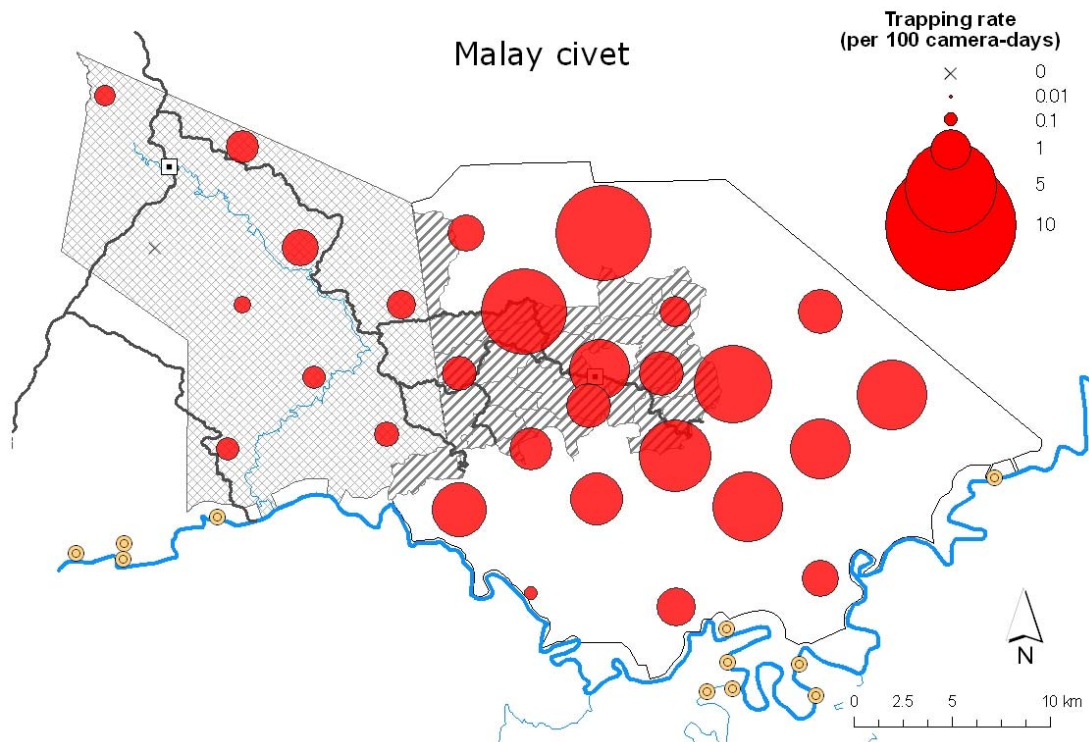 Malay civet
Trapping rate
(per 100 camera-days)
0
0.01
0.1
1
5
10
N
0 2.5 5 10 km